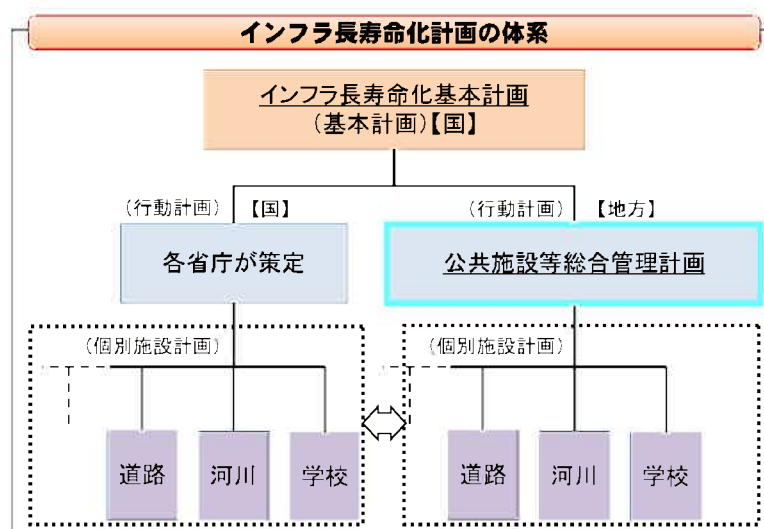 インフラ長寿命化計画の体系
インフラ長寿命化基本計画
(基本計画)【国】
(行動計画) 【国】
(行動計画) 【地方】
各省庁が策定
公共施設等総合管理計画
(個別施設計画)
(個別施設計画)
道路 河川 学校
道路 河川 学校